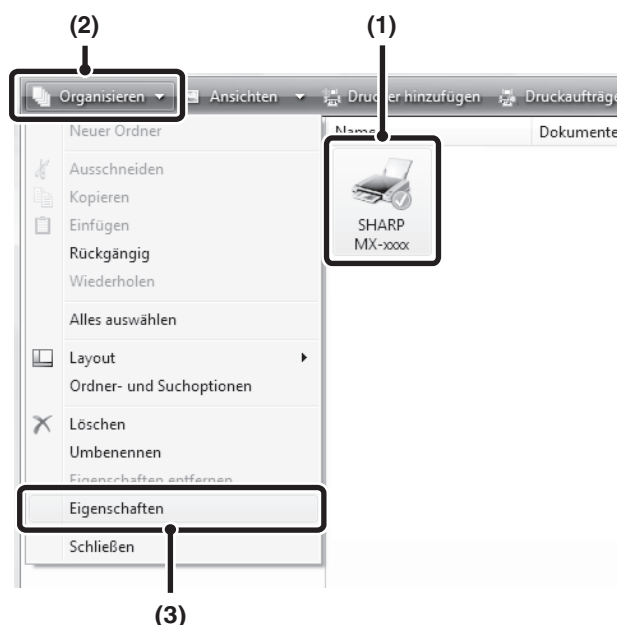 (2) (1)
Organisieren Ansichten Drucker hinzufügen Druckaufträge
Neuer Ordner
Name Dokumente
Ausschneiden
Kopieren
Einfügen
Rückgängig
Wiederholen
SHARP
MX-xxxx
Alles auswählen
Layout
Ordner- und Suchoptionen
Löschen
Umbenennen
Eigenschaften entfernen
Eigenschaften
Schließen
(3)